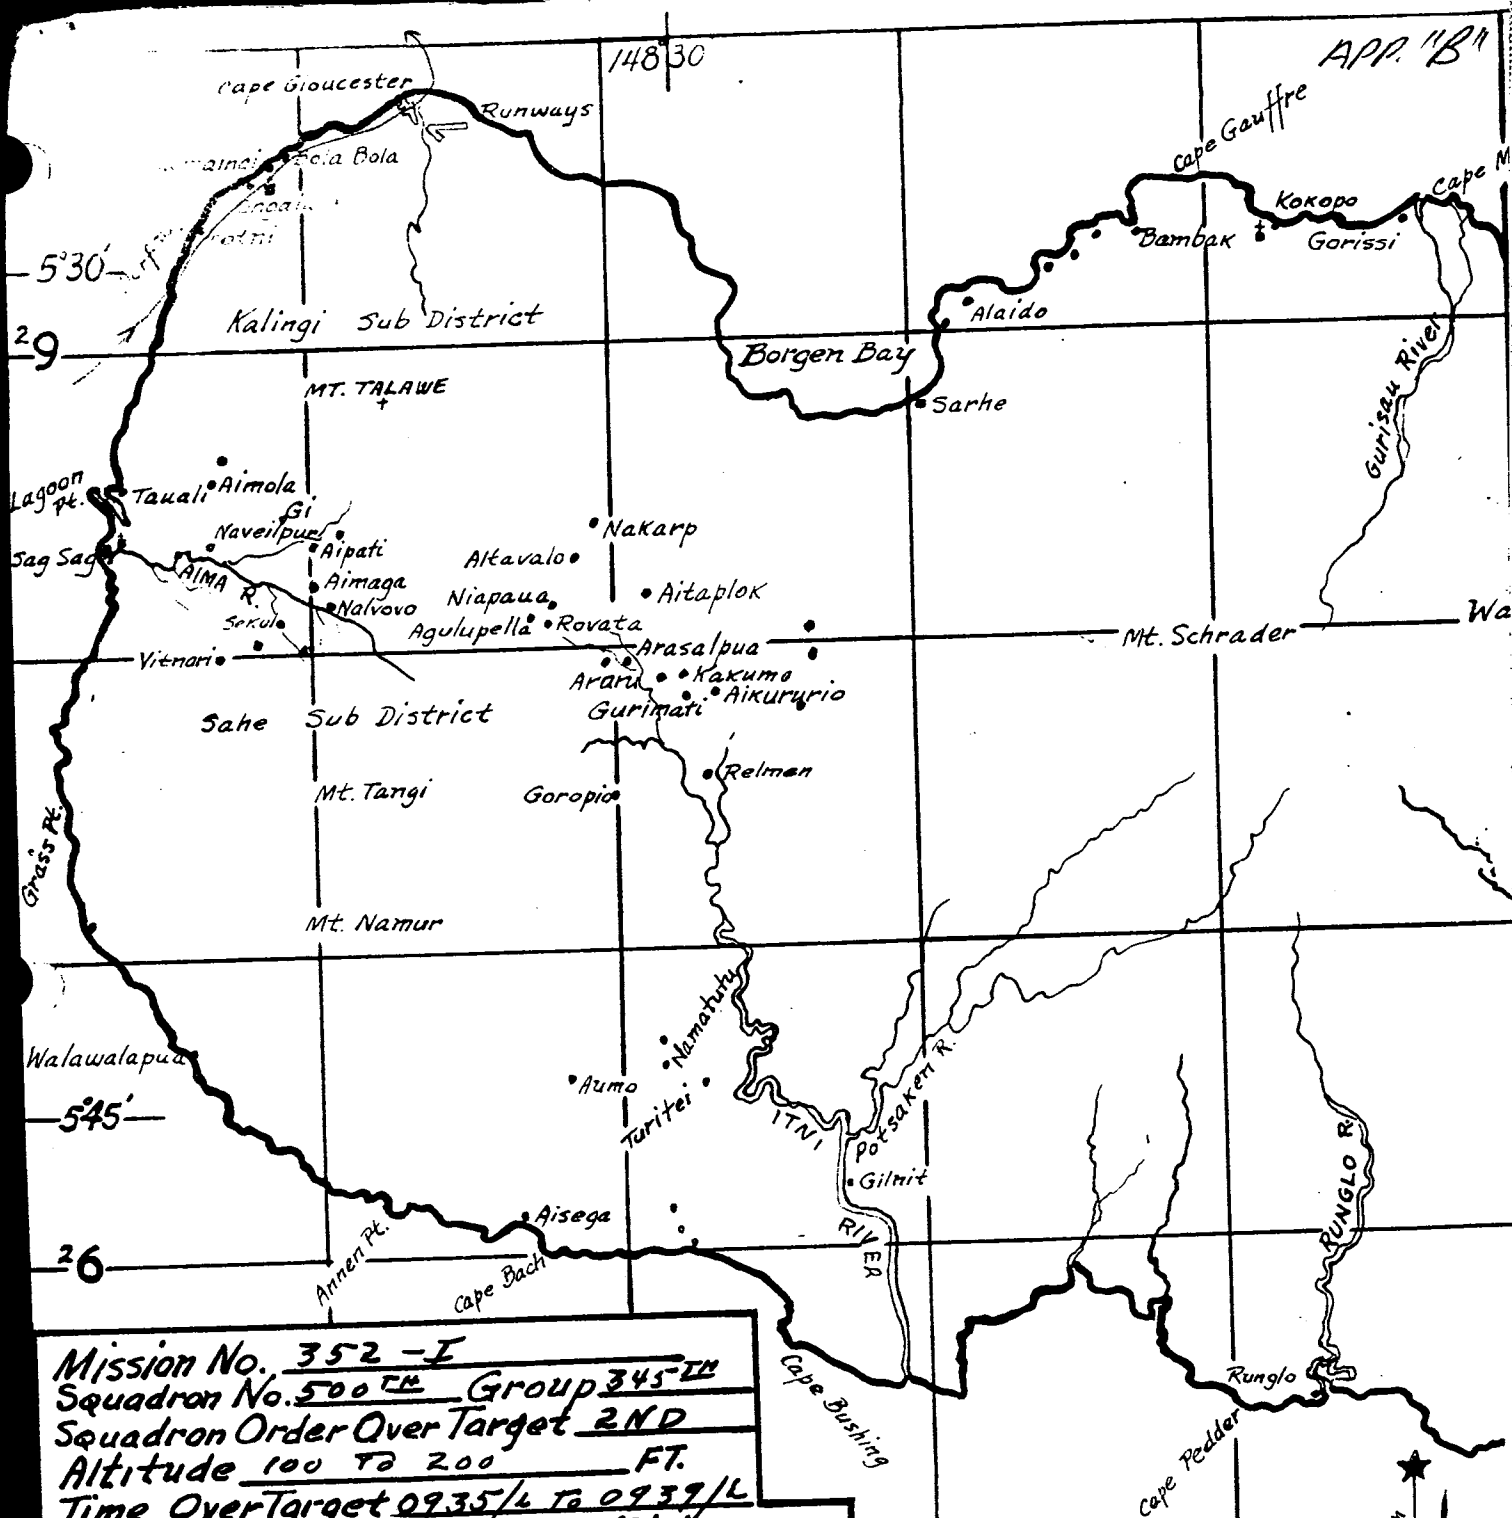 APP. "B"
148°30
Cape Gloucester
Runways
Cape Gauffre
Cape M
Bola Bola
Kokopo
Bambak
Gorissi
5°30'
Alaido
Kalingi Sub District
29
Borgen Bay
MT. TALAWE
Sarhe
Gurisau River
Lagoon Pt.
Tauali
Aimola
Gi
Naveilpur
Nakarp
Sag Sag
Aipati
Altavalo
AIMA R.
Aimaga
Nalvovo
Niapaua
Aitaplok
Sekul
Agulupella
Rovata
Mt. Schrader
Wa
Vitnari
Arasalpua
Araru
Kakumo
Aikururio
Gurimati
Sahe Sub District
Relmen
Mt. Tangi
Goropio
Grass Pt.
Mt. Namur
Namatutu
Walawalapua
Aumo
Turitei
5°45'
ITNI
Potsaken R.
RUNGLO R.
Gilnit
Aisega
RIVER
Annen Pt.
26
Cape Bach
Cape Bushing
Runglo
Cape Pedder
Mission No. 352 - I
Squadron No. 500TH Group 345TH
Squadron Order Over Target 2ND
Altitude 100 TO 200 FT.
Time Over Target 0935/L TO 0939/L